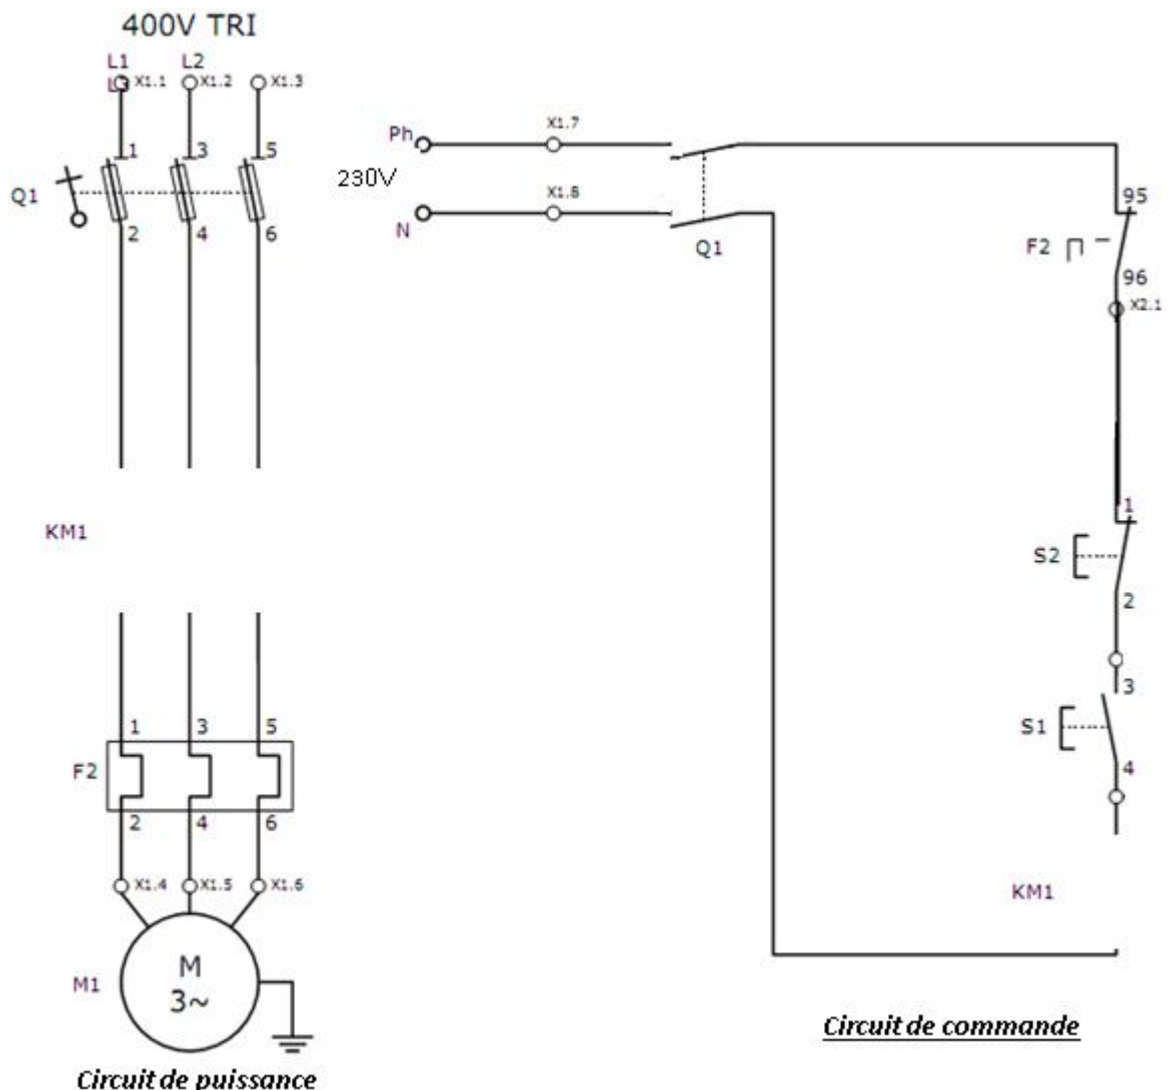 400V TRI
L1 L2
L3 X1.1 X1.2 X1.3
1 3 5
Q1
2 4 6
KM1
1 3 5
F2
2 4 6
X1.4 X1.5 X1.6
M1
M
3~
Circuit de puissance
Ph X1.7
230V
N X1.8
Q1
95
F2
96
X2.1
1
S2
2
3
S1
4
KM1
Circuit de commande